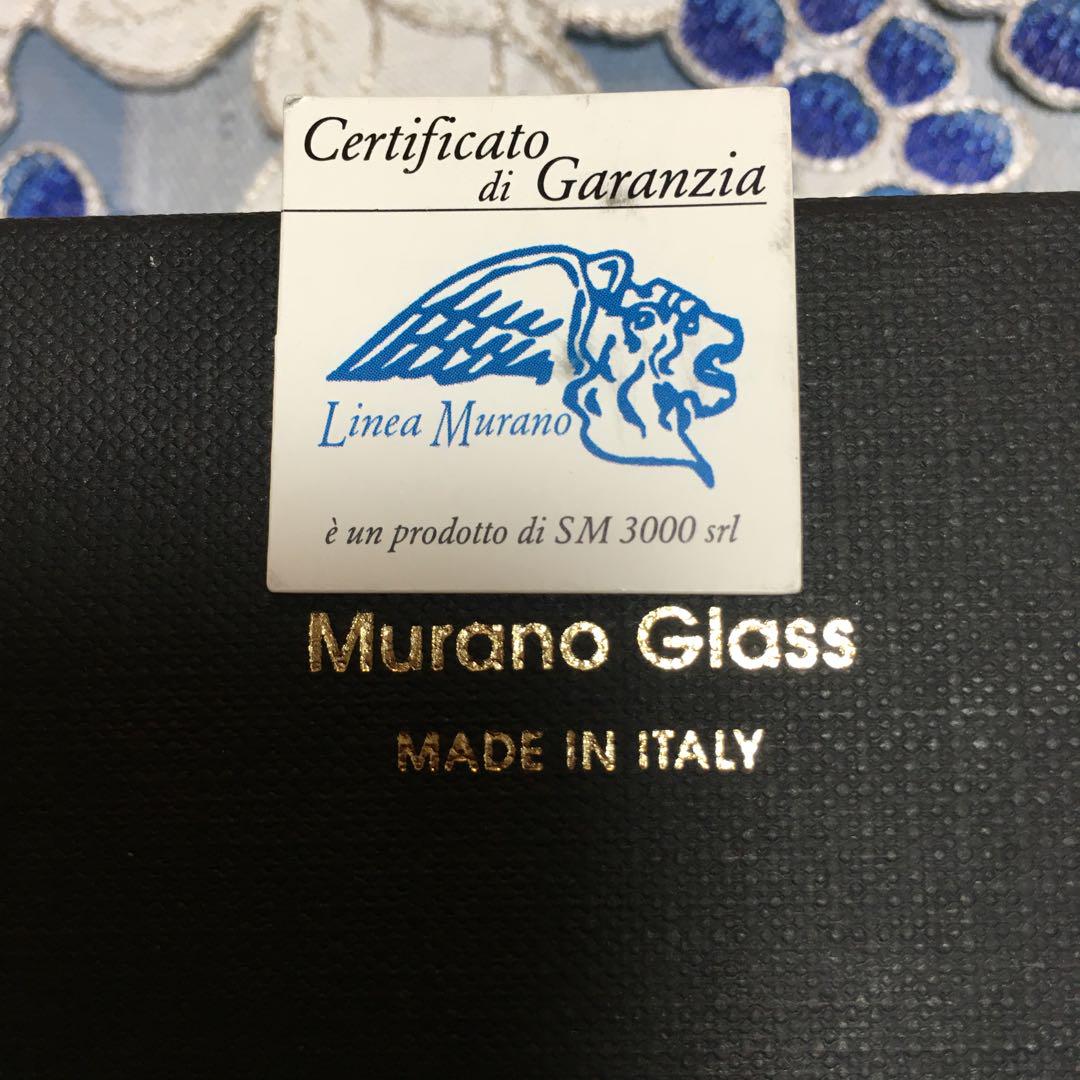 Certificato
di Garanzia
Linea Murano
è un prodotto di SM 3000 srl
Murano Glass
MADE IN ITALY